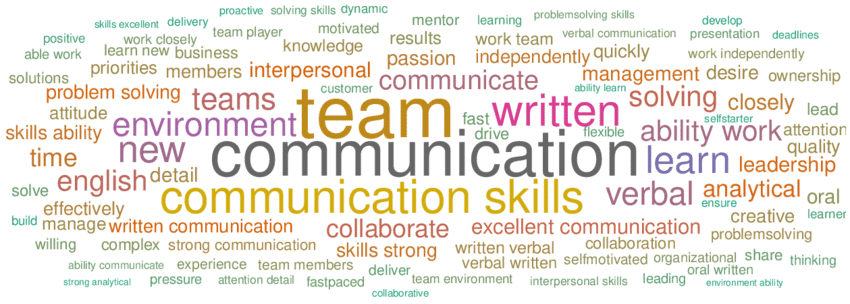 proactive solving skills dynamic
skills excellent delivery team player motivated mentor learning problemsolving skills develop
positive work closely knowledge results work team verbal communication presentation deadlines
able work learn new business passion independently quickly work independently
solutions priorities members interpersonal communicate management desire ownership
problem solving teams customer ability learn solving closely
attitude environment team fast written selfstarter lead
skills ability drive flexible ability work attention
new communication learn quality
time detail leadership
solve english communication skills verbal analytical oral
effectively ensure creative learner
build manage written communication collaborate excellent communication problemsolving
willing complex strong communication skills strong written verbal collaboration share thinking
ability communicate experience team members deliver verbal written selfmotivated organizational oral written
strong analytical pressure attention detail fastpaced team environment interpersonal skills leading environment ability
collaborative